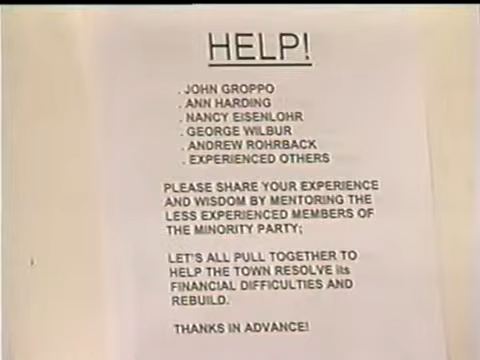 HELP!
. JOHN GROPPO
. ANN HARDING
. NANCY EISENLOHR
. GEORGE WILBUR
. ANDREW ROHRBACK
. EXPERIENCED OTHERS
PLEASE SHARE YOUR EXPERIENCE
AND WISDOM BY MENTORING THE
LESS EXPERIENCED MEMBERS OF
THE MINORITY PARTY;
LET'S ALL PULL TOGETHER TO
HELP THE TOWN RESOLVE its
FINANCIAL DIFFICULTIES AND
REBUILD.
THANKS IN ADVANCE!